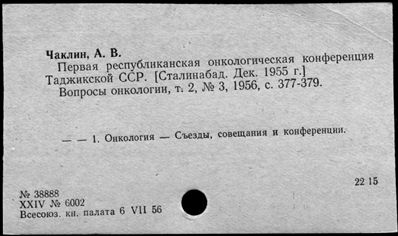 Чаклин, А. В.
Первая республиканская онкологическая конференция
Таджикской ССР. [Сталинабад. Дек. 1955 г.]
Вопросы онкологии, т. 2, № 3, 1956, с. 377-379.
— — 1. Онкология — Съезды, совещания и конференции.
№ 38888
22 15
XXIV № 6002
Всесоюз. кн. палата 6 VII 56